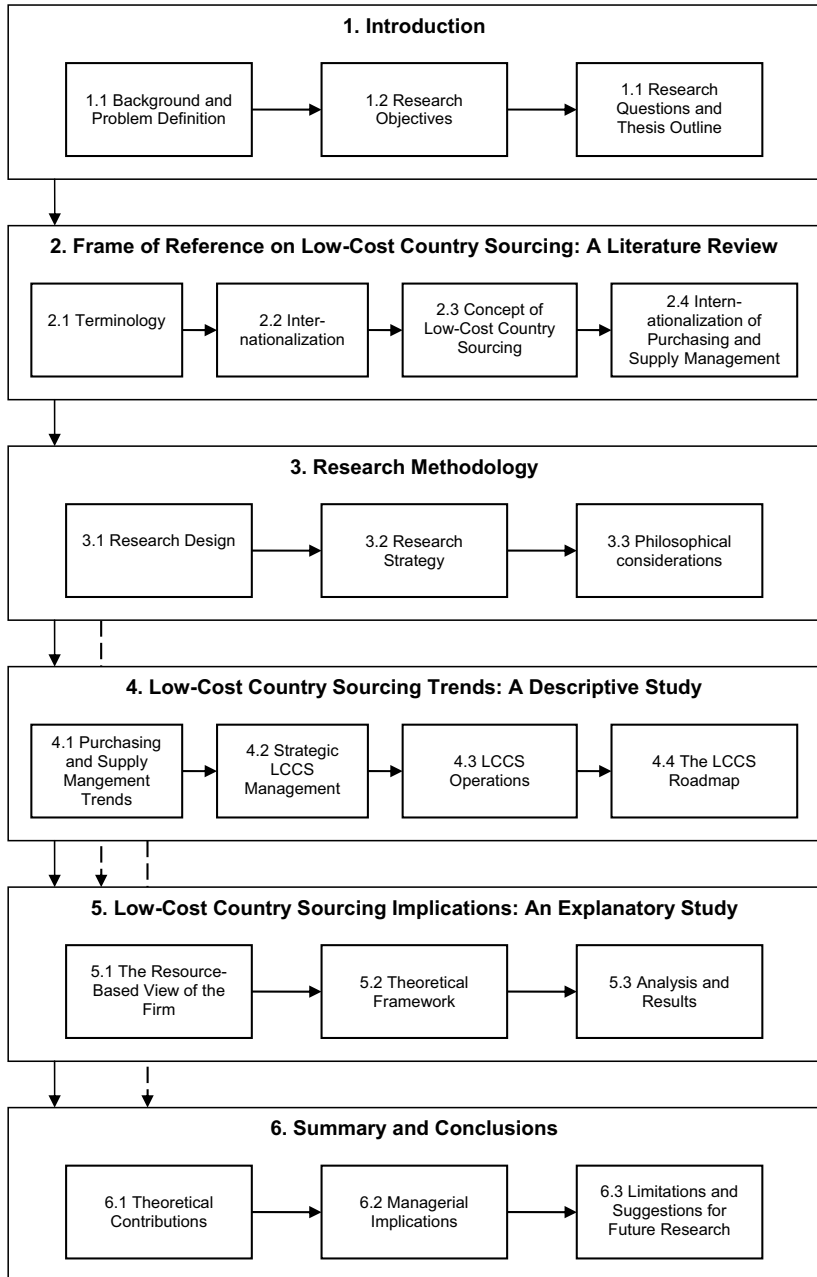 1. Introduction
1.1 Background and
Problem Definition
1.2 Research
Objectives
1.1 Research
Questions and
Thesis Outline
2. Frame of Reference on Low-Cost Country Sourcing: A Literature Review
2.1 Terminology
2.2 Inter-
nationalization
2.3 Concept of
Low-Cost Country
Sourcing
2.4 Intern-
ationalization of
Purchasing and
Supply Management
3. Research Methodology
3.1 Research Design
3.2 Research
Strategy
3.3 Philosophical
considerations
4. Low-Cost Country Sourcing Trends: A Descriptive Study
4.1 Purchasing
and Supply
Mangement
Trends
4.2 Strategic
LCCS
Management
4.3 LCCS
Operations
4.4 The LCCS
Roadmap
5. Low-Cost Country Sourcing Implications: An Explanatory Study
5.1 The Resource-
Based View of the
Firm
5.2 Theoretical
Framework
5.3 Analysis and
Results
6. Summary and Conclusions
6.1 Theoretical
Contributions
6.2 Managerial
Implications
6.3 Limitations and
Suggestions for
Future Research